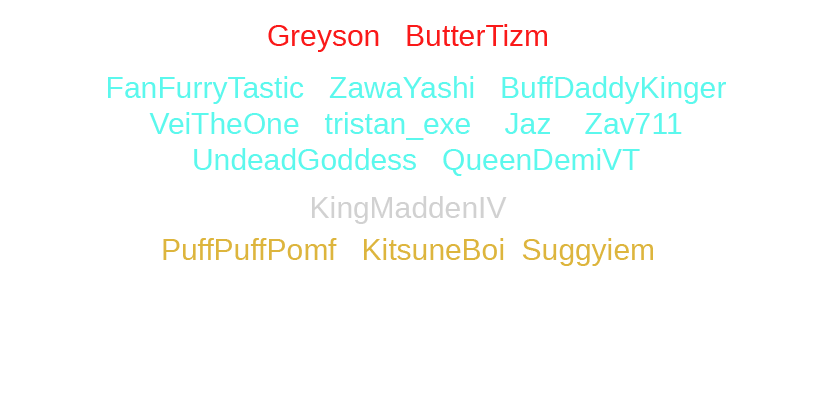 Greyson ButterTizm
FanFurryTastic ZawaYashi BuffDaddyKinger
VeiTheOne tristan_exe Jaz Zav711
UndeadGoddess QueenDemiVT
KingMaddenIV
PuffPuffPomf KitsuneBoi Suggyiem